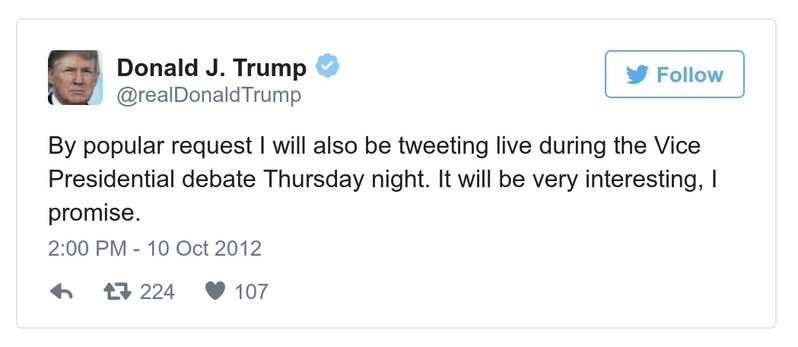 Donald J. Trump
@realDonaldTrump
Follow
By popular request I will also be tweeting live during the Vice
Presidential debate Thursday night. It will be very interesting, I
promise.
2:00 PM - 10 Oct 2012
224 107